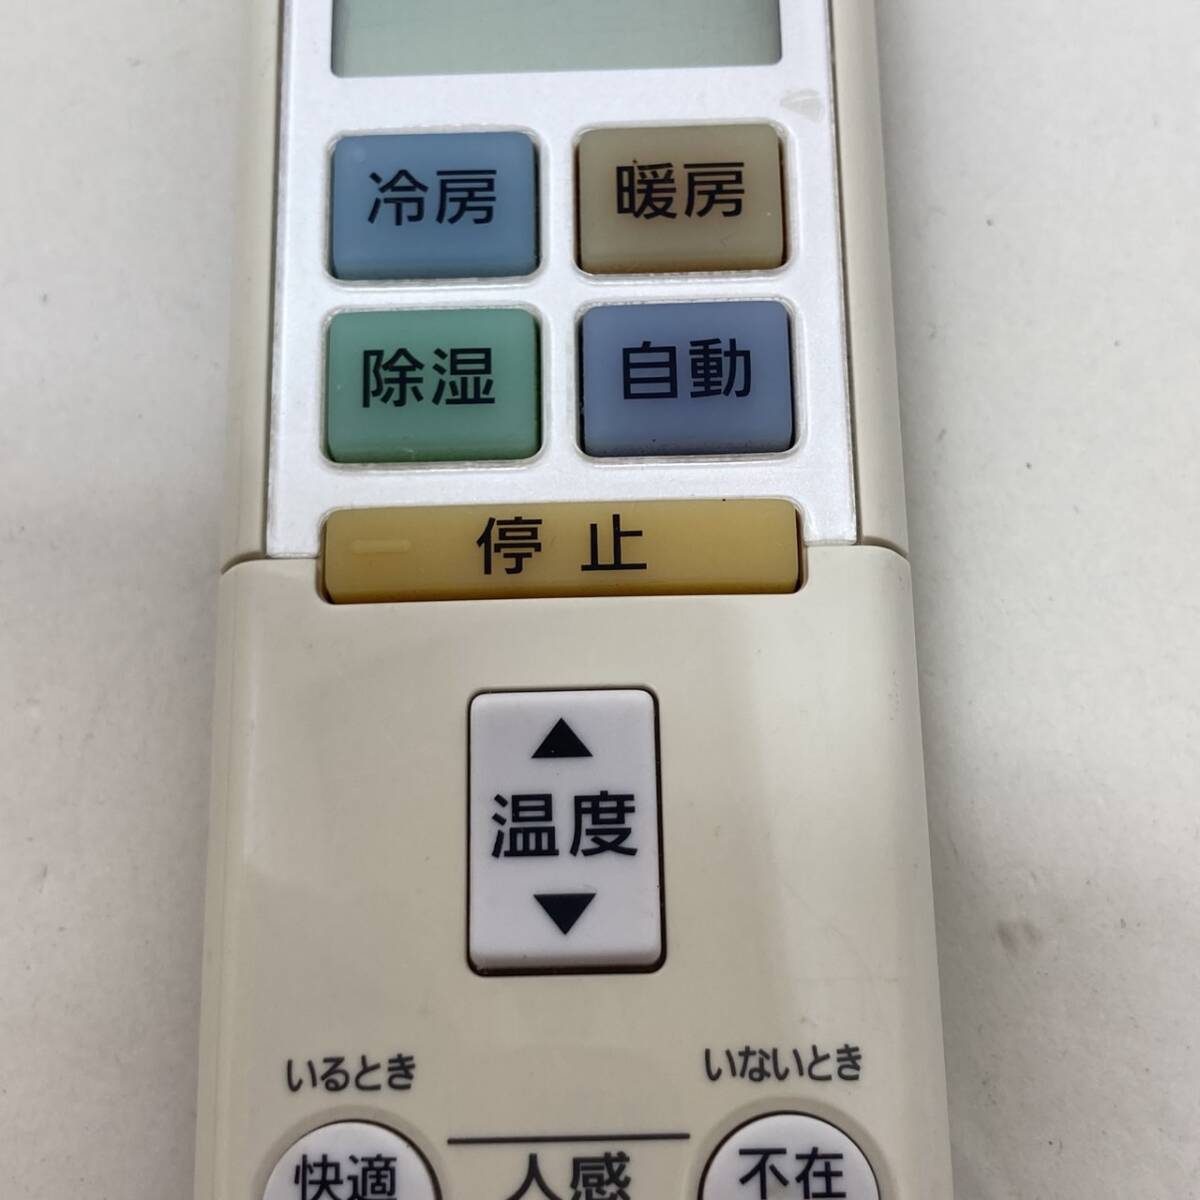 冷房 暖房
除湿 自動
停止
▲
温度
▼
いるとき いないとき
快適 人感 不在